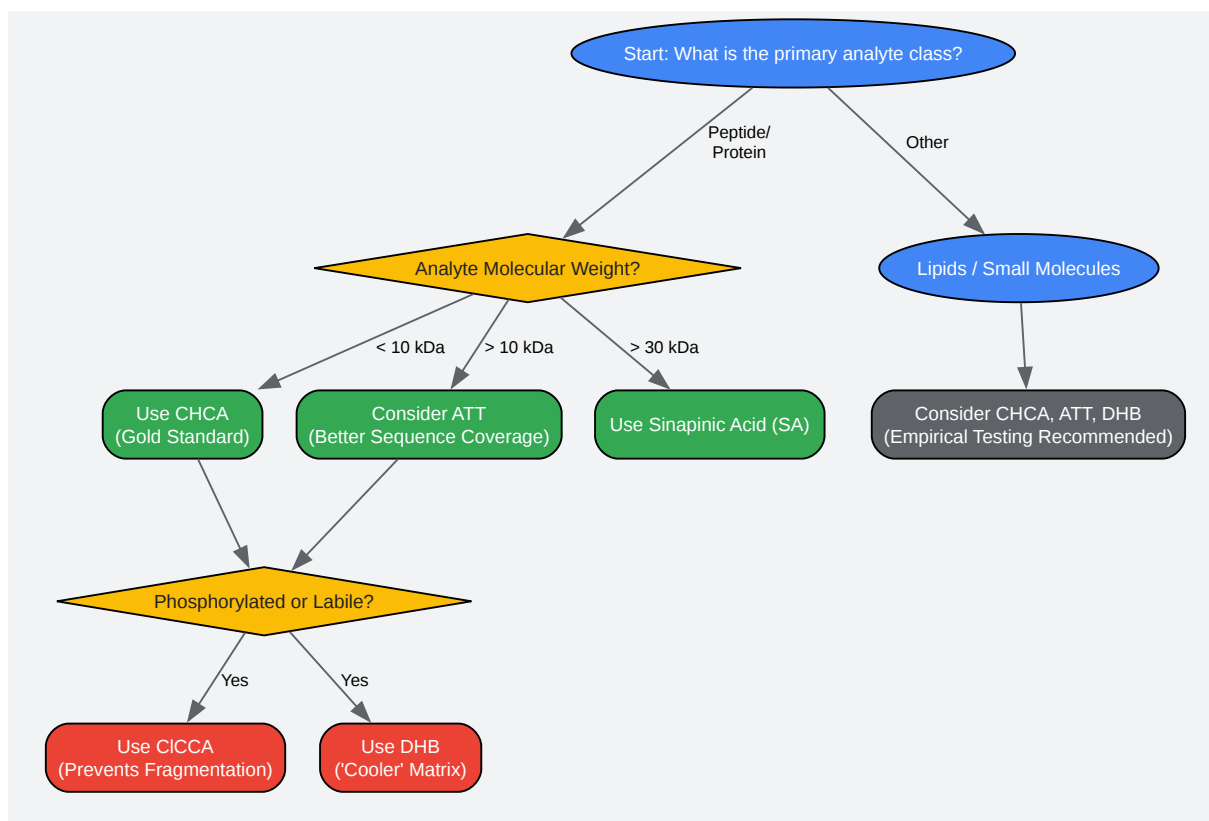 Start: What is the primary analyte class?
Peptide/
Protein
Other
Analyte Molecular Weight?
Lipids / Small Molecules
< 10 kDa
> 10 kDa
> 30 kDa
Use CHCA
(Gold Standard)
Consider ATT
(Better Sequence Coverage)
Use Sinapinic Acid (SA)
Consider CHCA, ATT, DHB
(Empirical Testing Recommended)
Phosphorylated or Labile?
Yes
Yes
Use ClCCA
(Prevents Fragmentation)
Use DHB
('Cooler' Matrix)